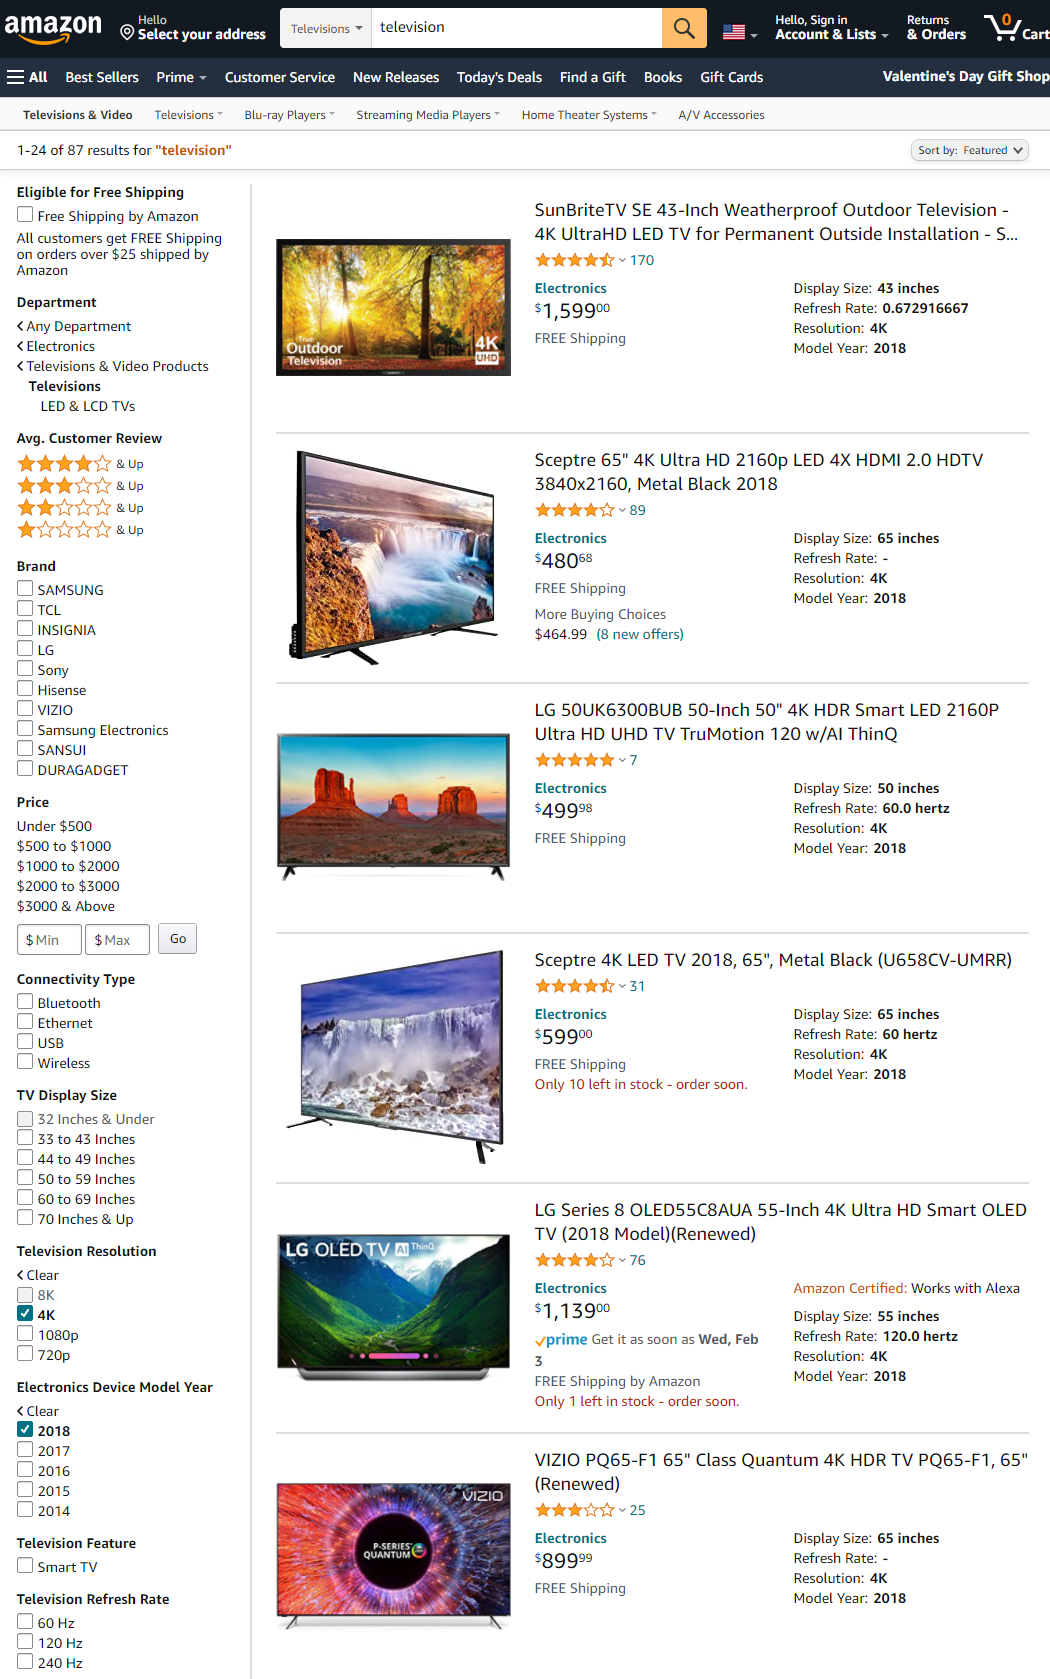 amazon
Hello
Select your address
Televisions
television
Hello, Sign in
Account & Lists
Returns
& Orders
0
Cart
All
Best Sellers
Prime
Customer Service
New Releases
Today's Deals
Find a Gift
Books
Gift Cards
Valentine's Day Gift Shop
Televisions & Video
Televisions
Blu-ray Players
Streaming Media Players
Home Theater Systems
A/V Accessories
1-24 of 87 results for "television"
Sort by: Featured
Eligible for Free Shipping
Free Shipping by Amazon
All customers get FREE Shipping
on orders over $25 shipped by
Amazon
Department
Any Department
Electronics
Televisions & Video Products
Televisions
LED & LCD TVs
Avg. Customer Review
& Up
& Up
& Up
& Up
Brand
SAMSUNG
TCL
INSIGNIA
LG
Sony
Hisense
VIZIO
Samsung Electronics
SANSUI
DURAGADGET
Price
Under $500
$500 to $1000
$1000 to $2000
$2000 to $3000
$3000 & Above
$ Min
$ Max
Go
Connectivity Type
Bluetooth
Ethernet
USB
Wireless
TV Display Size
32 Inches & Under
33 to 43 Inches
44 to 49 Inches
50 to 59 Inches
60 to 69 Inches
70 Inches & Up
Television Resolution
Clear
8K
4K
1080p
720p
Electronics Device Model Year
Clear
2018
2017
2016
2015
2014
Television Feature
Smart TV
Television Refresh Rate
60 Hz
120 Hz
240 Hz
True
Outdoor
Television
4K
UHD
SunBriteTV SE 43-Inch Weatherproof Outdoor Television -
4K UltraHD LED TV for Permanent Outside Installation - S...
170
Electronics
$1,59900
FREE Shipping
Display Size: 43 inches
Refresh Rate: 0.672916667
Resolution: 4K
Model Year: 2018
Sceptre 65" 4K Ultra HD 2160p LED 4X HDMI 2.0 HDTV
3840x2160, Metal Black 2018
89
Electronics
$48068
FREE Shipping
More Buying Choices
$464.99 (8 new offers)
Display Size: 65 inches
Refresh Rate: -
Resolution: 4K
Model Year: 2018
LG 50UK6300BUB 50-Inch 50" 4K HDR Smart LED 2160P
Ultra HD UHD TV TruMotion 120 w/AI ThinQ
7
Electronics
$49998
FREE Shipping
Display Size: 50 inches
Refresh Rate: 60.0 hertz
Resolution: 4K
Model Year: 2018
Sceptre 4K LED TV 2018, 65", Metal Black (U658CV-UMRR)
31
Electronics
$59900
FREE Shipping
Only 10 left in stock - order soon.
Display Size: 65 inches
Refresh Rate: 60 hertz
Resolution: 4K
Model Year: 2018
LG OLED TV AI ThinQ
LG Series 8 OLED55C8AUA 55-Inch 4K Ultra HD Smart OLED
TV (2018 Model)(Renewed)
76
Electronics
$1,13900
prime Get it as soon as Wed, Feb
3
FREE Shipping by Amazon
Only 1 left in stock - order soon.
Amazon Certified: Works with Alexa
Display Size: 55 inches
Refresh Rate: 120.0 hertz
Resolution: 4K
Model Year: 2018
VIZIO
P-SERIES
QUANTUM
VIZIO PQ65-F1 65" Class Quantum 4K HDR TV PQ65-F1, 65"
(Renewed)
25
Electronics
$89999
FREE Shipping
Display Size: 65 inches
Refresh Rate: -
Resolution: 4K
Model Year: 2018